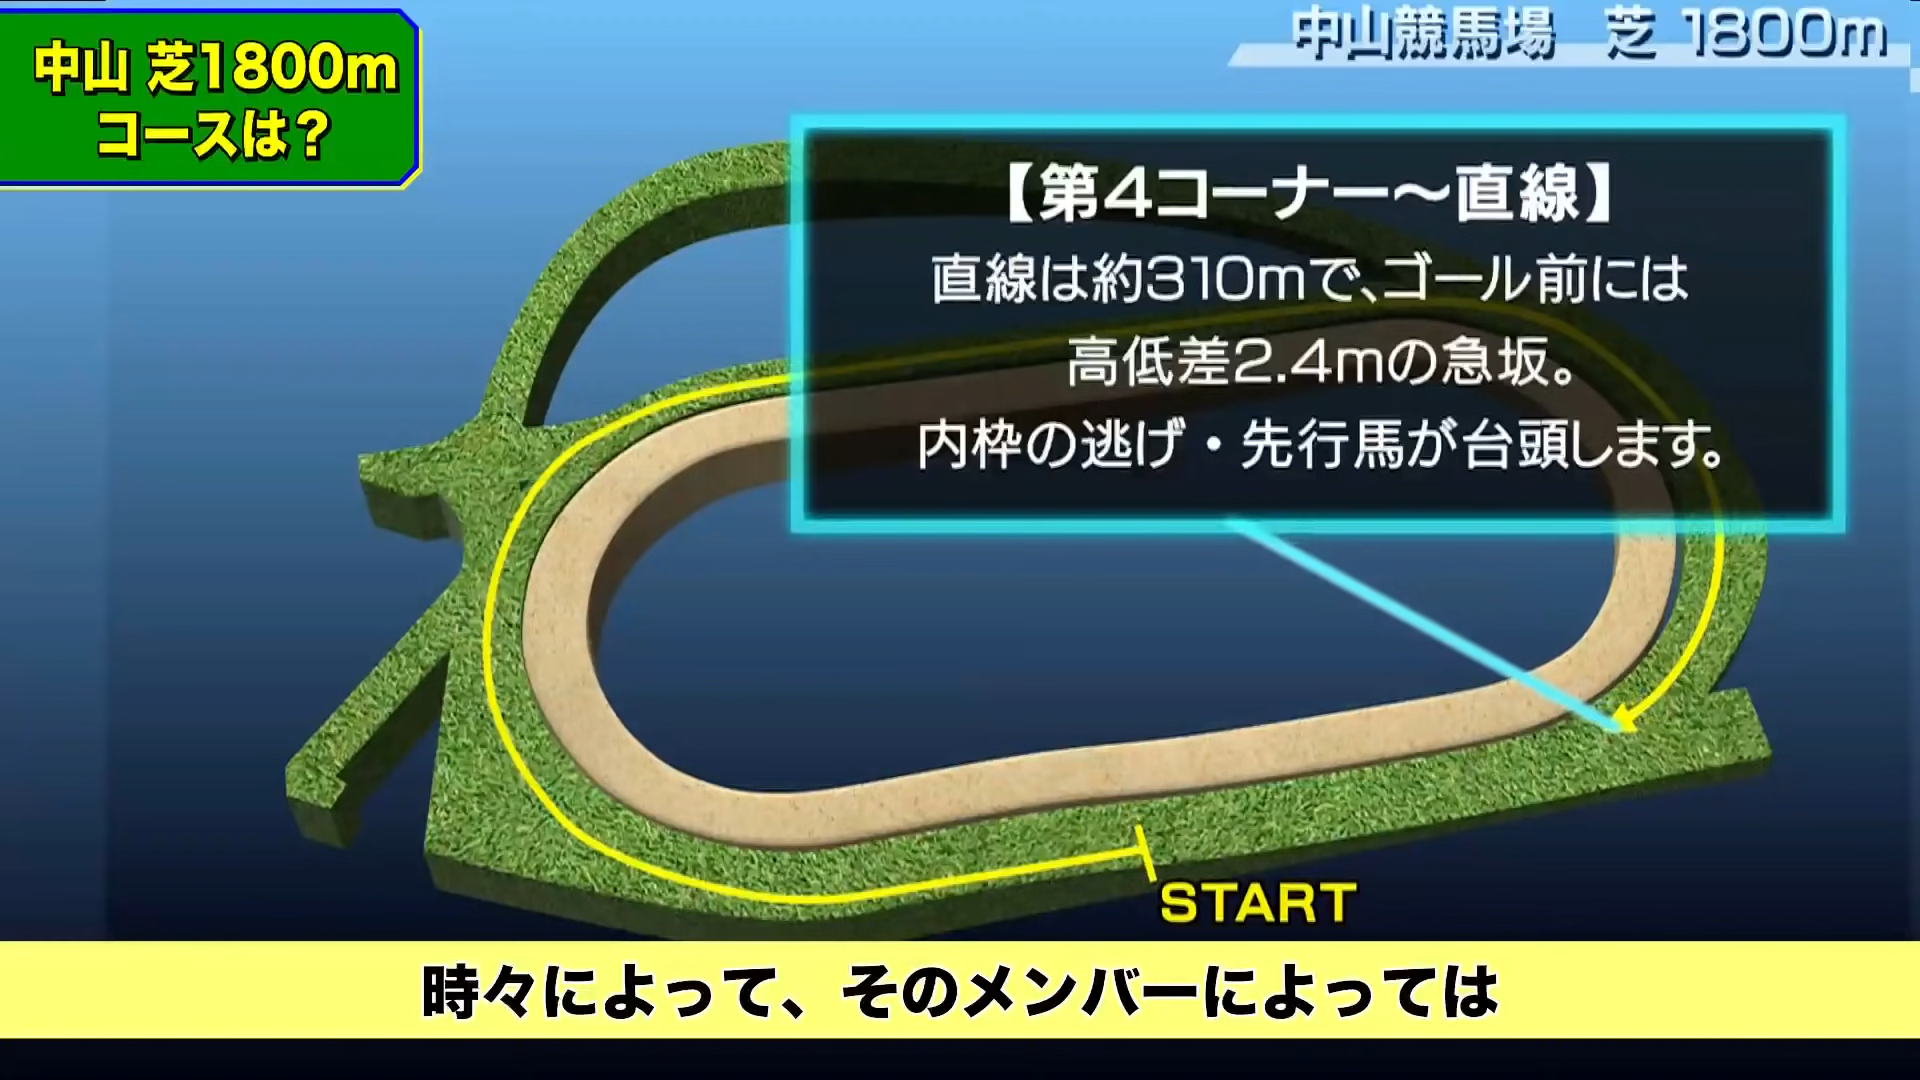 中山 芝1800m
コースは？
中山競馬場 芝 1800m
【第4コーナー～直線】
直線は約310mで、ゴール前には
高低差2.4mの急坂。
内枠の逃げ・先行馬が台頭します。
START
時々によって、そのメンバーによっては